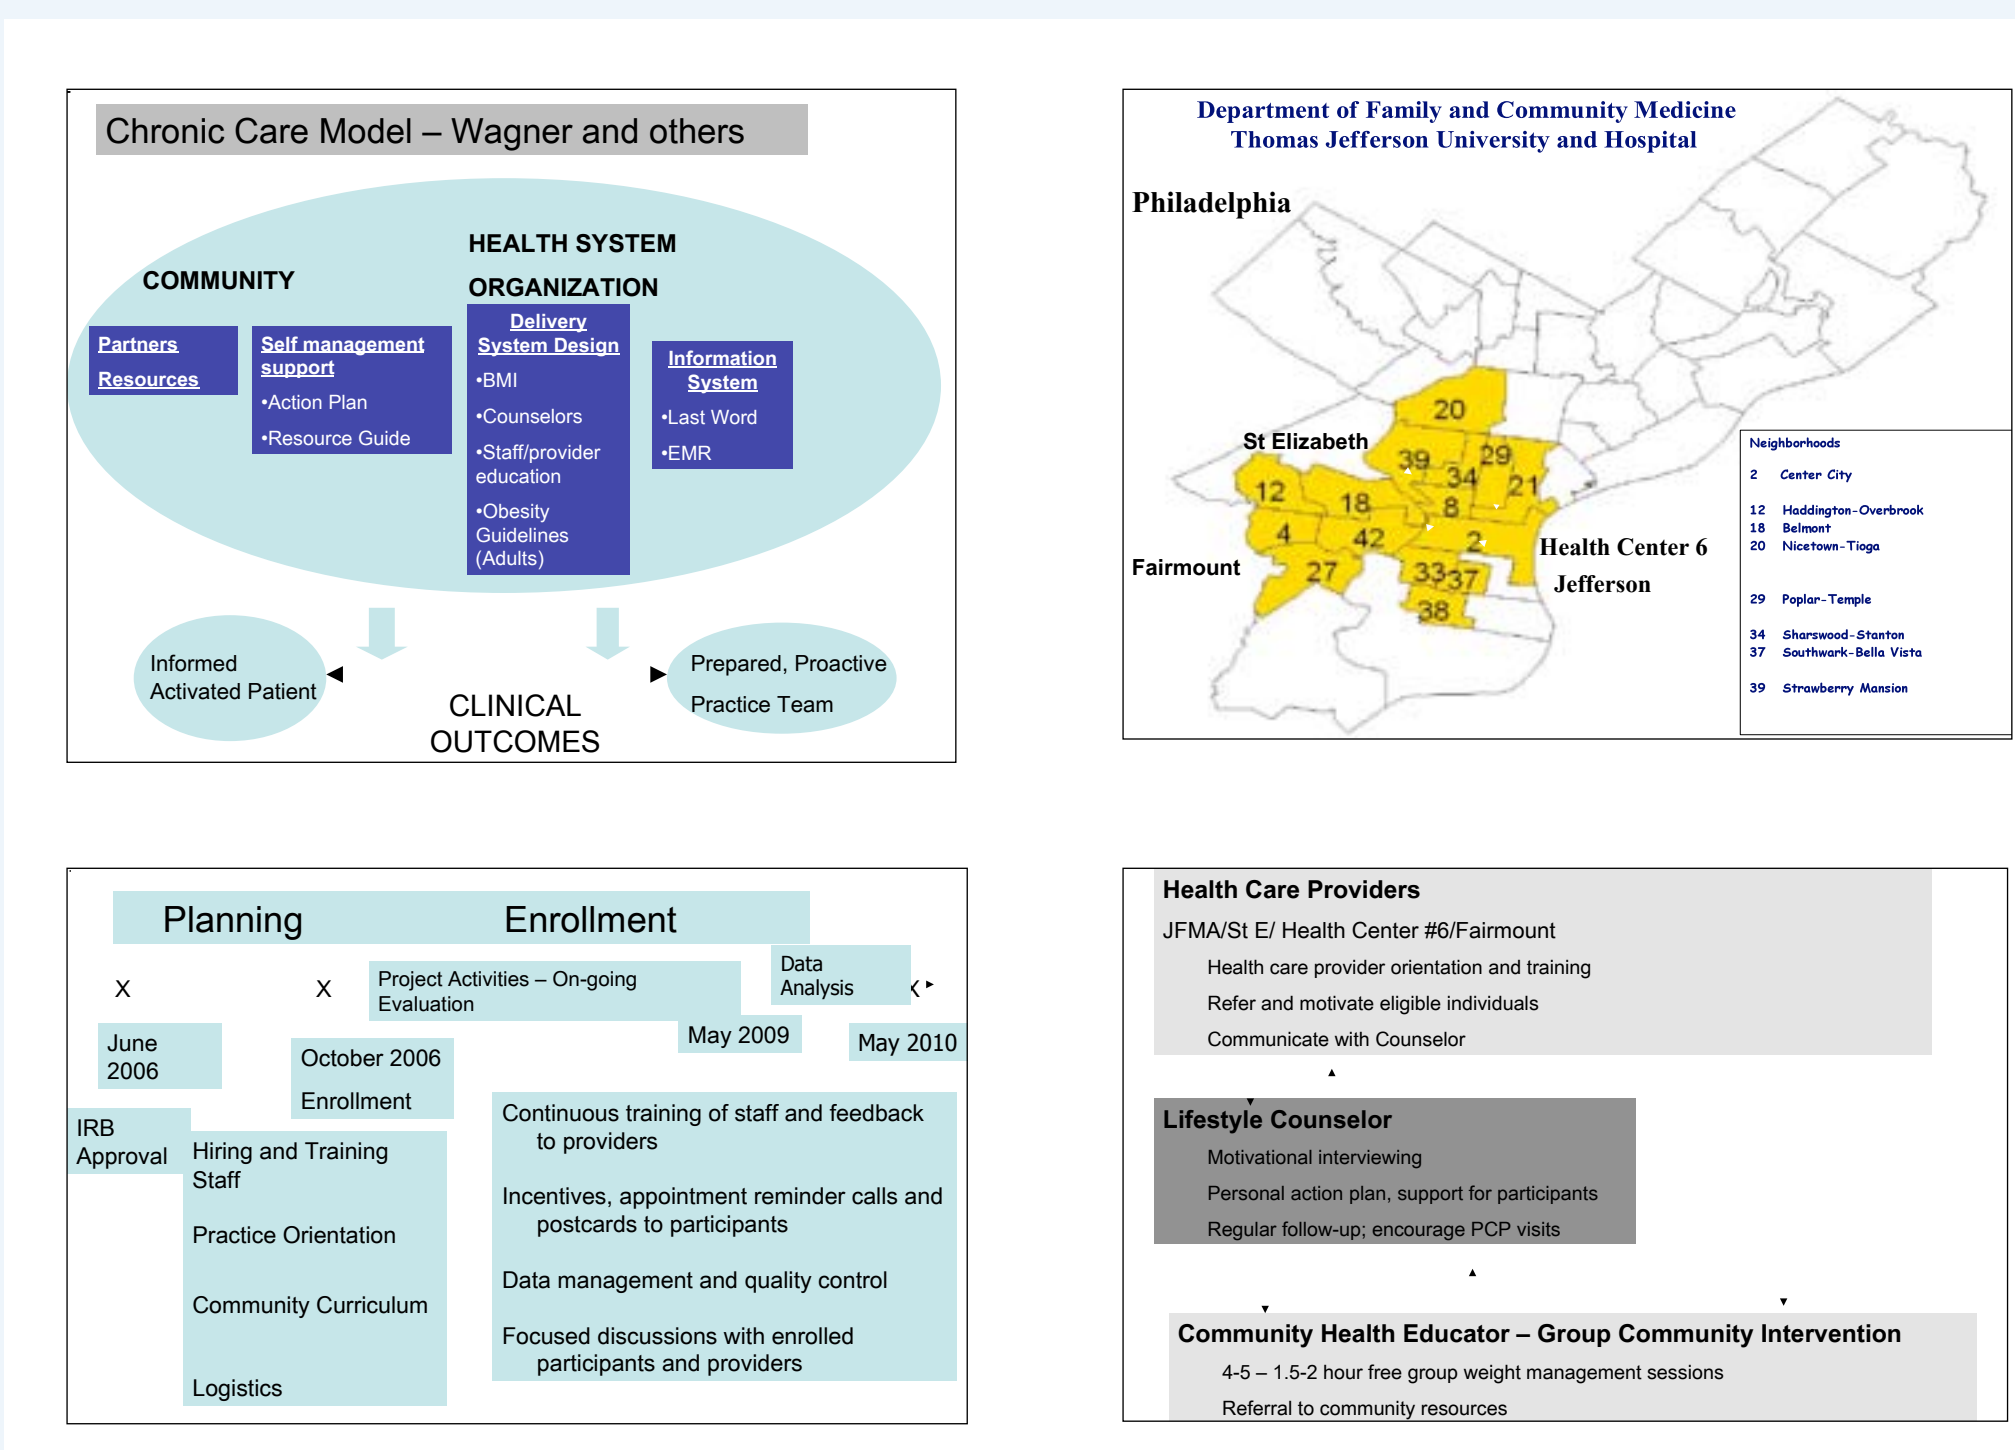 Chronic Care Model – Wagner and others
HEALTH SYSTEM
COMMUNITY
ORGANIZATION
Partners
Resources
Self management
support
•Action Plan
•Resource Guide
Delivery
System Design
•BMI
•Counselors
•Staff/provider
education
•Obesity
Guidelines
(Adults)
Information
System
•Last Word
•EMR
Informed
Activated Patient
CLINICAL
OUTCOMES
Prepared, Proactive
Practice Team
Department of Family and Community Medicine
Thomas Jefferson University and Hospital
Philadelphia
20
St Elizabeth
39
29
34
21
12
18
8
4
42
2
Health Center 6
Jefferson
Fairmount
27
33
37
38
Neighborhoods
2 Center City
12 Haddington-Overbrook
18 Belmont
20 Nicetown-Tioga
29 Poplar-Temple
34 Sharswood-Stanton
37 Southwark-Bella Vista
39 Strawberry Mansion
Planning Enrollment
X
X
Project Activities – On-going
Evaluation
Data
Analysis
X
June
2006
October 2006
Enrollment
May 2009
May 2010
IRB
Approval
Hiring and Training
Staff
Practice Orientation
Community Curriculum
Logistics
Continuous training of staff and feedback
to providers
Incentives, appointment reminder calls and
postcards to participants
Data management and quality control
Focused discussions with enrolled
participants and providers
Health Care Providers
JFMA/St E/ Health Center #6/Fairmount
Health care provider orientation and training
Refer and motivate eligible individuals
Communicate with Counselor
Lifestyle Counselor
Motivational interviewing
Personal action plan, support for participants
Regular follow-up; encourage PCP visits
Community Health Educator – Group Community Intervention
4-5 – 1.5-2 hour free group weight management sessions
Referral to community resources